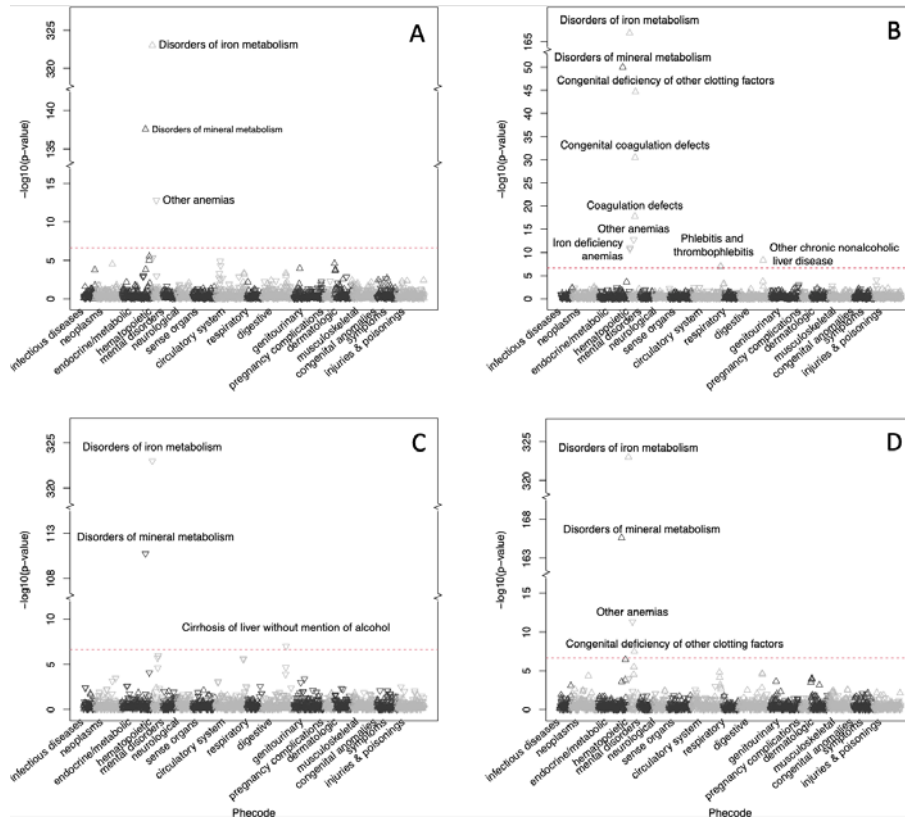 A
325
320
140
135
15
10
5
0
−log10(p-value)
Disorders of iron metabolism
Disorders of mineral metabolism
Other anemias
infectious diseases
neoplasms
endocrine/metabolic
hematopoietic
mental disorders
neurological
sense organs
circulatory system
respiratory
digestive
genitourinary
pregnancy complications
dermatologic
musculoskeletal
congenital anomalies
symptoms
injuries & poisonings
B
165
50
45
40
35
30
25
20
15
10
5
0
−log10(p-value)
Disorders of iron metabolism
Disorders of mineral metabolism
Congenital deficiency of other clotting factors
Congenital coagulation defects
Coagulation defects
Other anemias
Iron deficiency
anemias
Phlebitis and
thrombophlebitis
Other chronic nonalcoholic
liver disease
infectious diseases
neoplasms
endocrine/metabolic
hematopoietic
mental disorders
neurological
sense organs
circulatory system
respiratory
digestive
genitourinary
pregnancy complications
dermatologic
musculoskeletal
congenital anomalies
symptoms
injuries & poisonings
C
325
320
113
108
10
5
0
−log10(p-value)
Disorders of iron metabolism
Disorders of mineral metabolism
Cirrhosis of liver without mention of alcohol
infectious diseases
neoplasms
endocrine/metabolic
hematopoietic
mental disorders
neurological
sense organs
circulatory system
respiratory
digestive
genitourinary
pregnancy complications
dermatologic
musculoskeletal
congenital anomalies
symptoms
injuries & poisonings
Phecode
D
325
320
168
163
15
10
5
0
−log10(p-value)
Disorders of iron metabolism
Disorders of mineral metabolism
Other anemias
Congenital deficiency of other clotting factors
infectious diseases
neoplasms
endocrine/metabolic
hematopoietic
mental disorders
neurological
sense organs
circulatory system
respiratory
digestive
genitourinary
pregnancy complications
dermatologic
musculoskeletal
congenital anomalies
symptoms
injuries & poisonings
Phecode